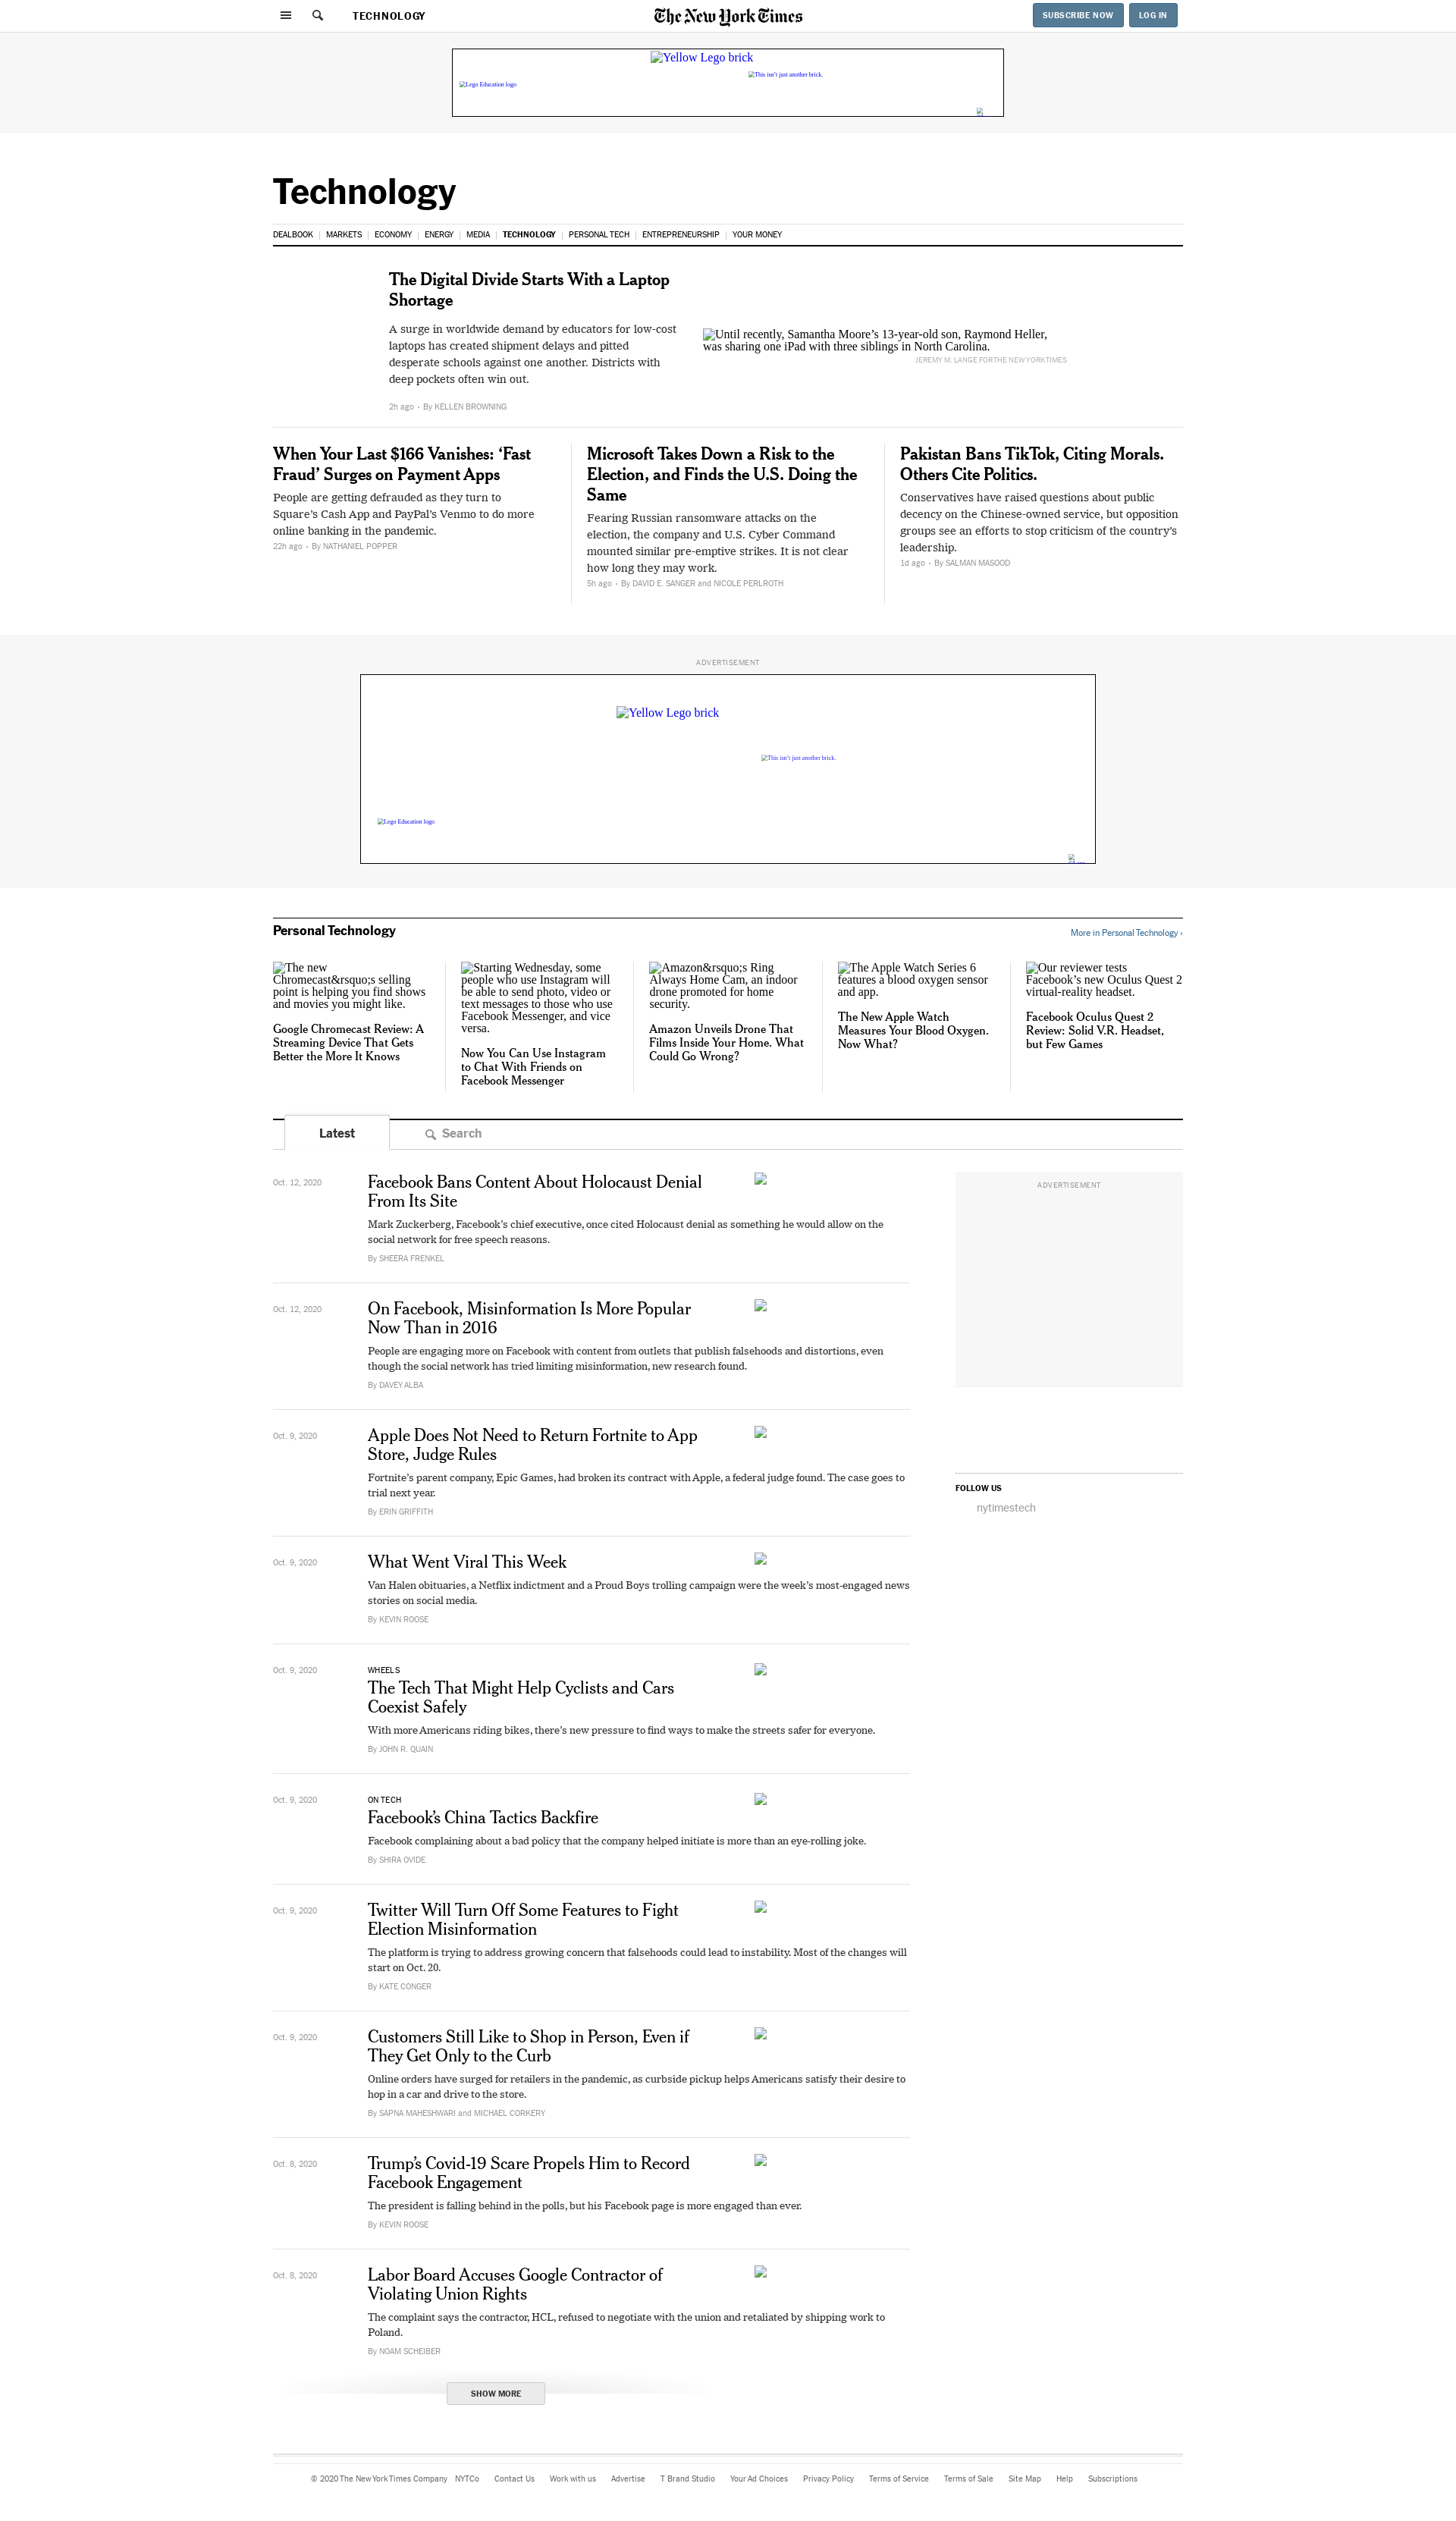 TECHNOLOGY
The New York Times
SUBSCRIBE NOW
LOG IN
Yellow Lego brick
This isn't just another brick.
Lego Education logo
Technology
DEALBOOK | MARKETS | ECONOMY | ENERGY | MEDIA | TECHNOLOGY | PERSONAL TECH | ENTREPRENEURSHIP | YOUR MONEY
The Digital Divide Starts With a Laptop
Shortage
A surge in worldwide demand by educators for low-cost
laptops has created shipment delays and pitted
desperate schools against one another. Districts with
deep pockets often win out.
2h ago • By KELLEN BROWNING
Until recently, Samantha Moore’s 13-year-old son, Raymond Heller,
was sharing one iPad with three siblings in North Carolina.
JEREMY M. LANGE FOR THE NEW YORK TIMES
When Your Last $166 Vanishes: ‘Fast
Fraud’ Surges on Payment Apps
People are getting defrauded as they turn to
Square’s Cash App and PayPal’s Venmo to do more
online banking in the pandemic.
22h ago • By NATHANIEL POPPER
Microsoft Takes Down a Risk to the
Election, and Finds the U.S. Doing the
Same
Fearing Russian ransomware attacks on the
election, the company and U.S. Cyber Command
mounted similar pre-emptive strikes. It is not clear
how long they may work.
5h ago • By DAVID E. SANGER and NICOLE PERLROTH
Pakistan Bans TikTok, Citing Morals.
Others Cite Politics.
Conservatives have raised questions about public
decency on the Chinese-owned service, but opposition
groups see an efforts to stop criticism of the country’s
leadership.
1d ago • By SALMAN MASOOD
ADVERTISEMENT
Yellow Lego brick
This isn't just another brick.
Lego Education logo
Personal Technology
More in Personal Technology ›
The new
Chromecast&rsquo;s selling
point is helping you find shows
and movies you might like.
Google Chromecast Review: A
Streaming Device That Gets
Better the More It Knows
Starting Wednesday, some
people who use Instagram will
be able to send photo, video or
text messages to those who use
Facebook Messenger, and vice
versa.
Now You Can Use Instagram
to Chat With Friends on
Facebook Messenger
Amazon&rsquo;s Ring
Always Home Cam, an indoor
drone promoted for home
security.
Amazon Unveils Drone That
Films Inside Your Home. What
Could Go Wrong?
The Apple Watch Series 6
features a blood oxygen sensor
and app.
The New Apple Watch
Measures Your Blood Oxygen.
Now What?
Our reviewer tests
Facebook’s new Oculus Quest 2
virtual-reality headset.
Facebook Oculus Quest 2
Review: Solid V.R. Headset,
but Few Games
Latest
Search
Oct. 12, 2020
Facebook Bans Content About Holocaust Denial
From Its Site
Mark Zuckerberg, Facebook’s chief executive, once cited Holocaust denial as something he would allow on the
social network for free speech reasons.
By SHEERA FRENKEL
ADVERTISEMENT
Oct. 12, 2020
On Facebook, Misinformation Is More Popular
Now Than in 2016
People are engaging more on Facebook with content from outlets that publish falsehoods and distortions, even
though the social network has tried limiting misinformation, new research found.
By DAVEY ALBA
Oct. 9, 2020
Apple Does Not Need to Return Fortnite to App
Store, Judge Rules
Fortnite’s parent company, Epic Games, had broken its contract with Apple, a federal judge found. The case goes to
trial next year.
By ERIN GRIFFITH
FOLLOW US
nytimestech
Oct. 9, 2020
What Went Viral This Week
Van Halen obituaries, a Netflix indictment and a Proud Boys trolling campaign were the week’s most-engaged news
stories on social media.
By KEVIN ROOSE
Oct. 9, 2020
WHEELS
The Tech That Might Help Cyclists and Cars
Coexist Safely
With more Americans riding bikes, there’s new pressure to find ways to make the streets safer for everyone.
By JOHN R. QUAIN
Oct. 9, 2020
ON TECH
Facebook’s China Tactics Backfire
Facebook complaining about a bad policy that the company helped initiate is more than an eye-rolling joke.
By SHIRA OVIDE
Oct. 9, 2020
Twitter Will Turn Off Some Features to Fight
Election Misinformation
The platform is trying to address growing concern that falsehoods could lead to instability. Most of the changes will
start on Oct. 20.
By KATE CONGER
Oct. 9, 2020
Customers Still Like to Shop in Person, Even if
They Get Only to the Curb
Online orders have surged for retailers in the pandemic, as curbside pickup helps Americans satisfy their desire to
hop in a car and drive to the store.
By SAPNA MAHESHWARI and MICHAEL CORKERY
Oct. 8, 2020
Trump’s Covid-19 Scare Propels Him to Record
Facebook Engagement
The president is falling behind in the polls, but his Facebook page is more engaged than ever.
By KEVIN ROOSE
Oct. 8, 2020
Labor Board Accuses Google Contractor of
Violating Union Rights
The complaint says the contractor, HCL, refused to negotiate with the union and retaliated by shipping work to
Poland.
By NOAM SCHEIBER
SHOW MORE
© 2020 The New York Times Company NYTCo Contact Us Work with us Advertise T Brand Studio Your Ad Choices Privacy Policy Terms of Service Terms of Sale Site Map Help Subscriptions